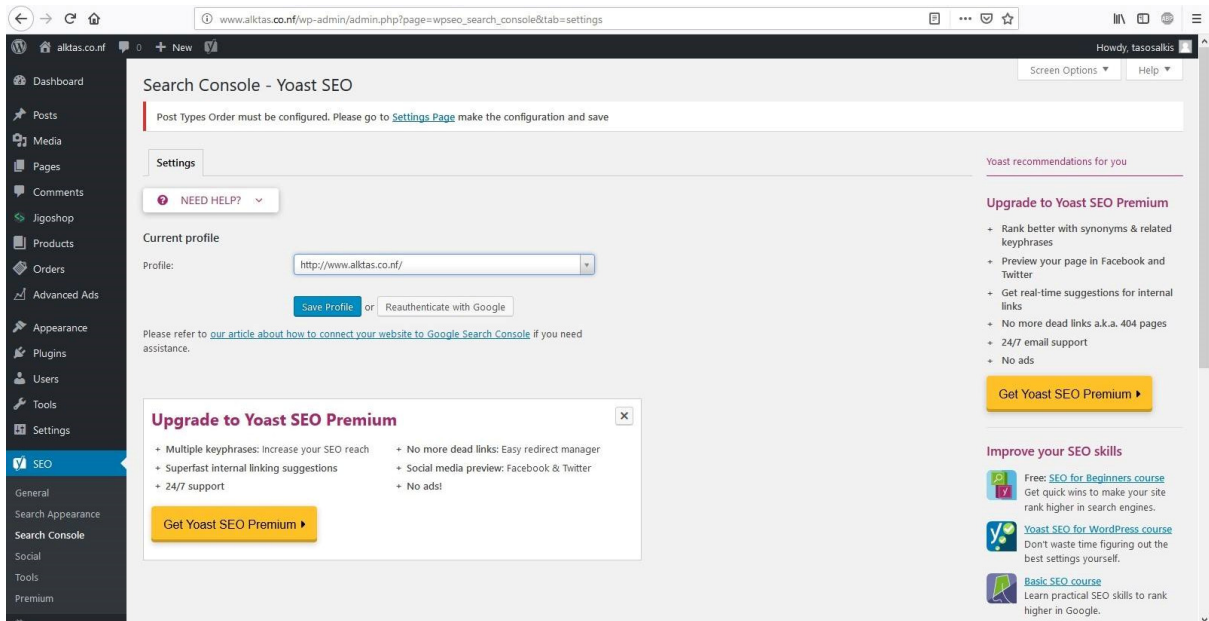 www.alktas.co.nf/wp-admin/admin.php?page=wpseo_search_console&tab=settings
alktas.co.nf 0 + New Howdy, tasosalkis
Screen Options Help
Dashboard
Posts
Media
Pages
Comments
Jigoshop
Products
Orders
Advanced Ads
Appearance
Plugins
Users
Tools
Settings
SEO
General
Search Appearance
Search Console
Social
Tools
Premium
Search Console - Yoast SEO
Post Types Order must be configured. Please go to Settings Page make the configuration and save
Settings
NEED HELP?
Current profile
Profile: http://www.alktas.co.nf/
Save Profile or Reauthenticate with Google
Please refer to our article about how to connect your website to Google Search Console if you need
assistance.
Upgrade to Yoast SEO Premium
+ Multiple keyphrases: Increase your SEO reach
+ Superfast internal linking suggestions
+ 24/7 support
+ No more dead links: Easy redirect manager
+ Social media preview: Facebook & Twitter
+ No ads!
Get Yoast SEO Premium
Yoast recommendations for you
Upgrade to Yoast SEO Premium
+ Rank better with synonyms & related
keyphrases
+ Preview your page in Facebook and
Twitter
+ Get real-time suggestions for internal
links
+ No more dead links a.k.a. 404 pages
+ 24/7 email support
+ No ads
Get Yoast SEO Premium
Improve your SEO skills
Free: SEO for Beginners course
Get quick wins to make your site
rank higher in search engines.
Yoast SEO for WordPress course
Don't waste time figuring out the
best settings yourself.
Basic SEO course
Learn practical SEO skills to rank
higher in Google.